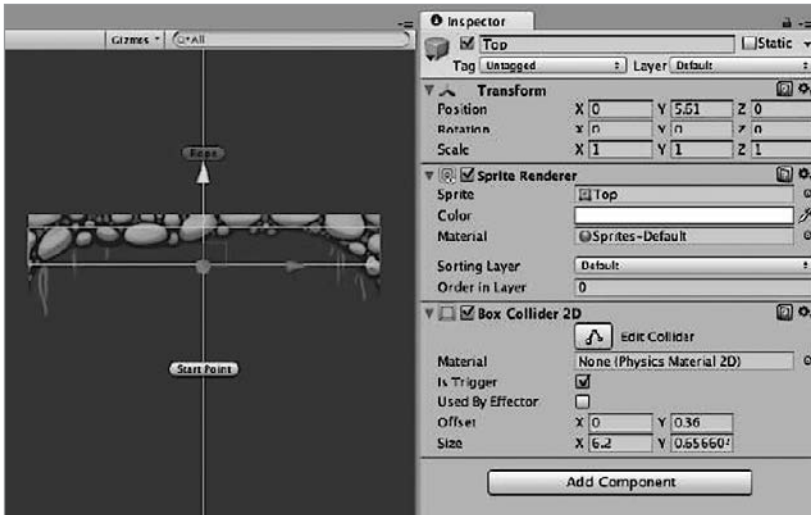 Gizmos
All
Rope
Start Point
Inspector
Top
Static
Tag Untagged Layer Default
Transform
Position X 0 Y 5.61 Z 0
Rotation X 0 Y 0 Z 0
Scale X 1 Y 1 Z 1
Sprite Renderer
Sprite Top
Color
Material Sprites-Default
Sorting Layer Default
Order in Layer 0
Box Collider 2D
Edit Collider
Material None (Physics Material 2D)
Is Trigger
Used By Effector
Offset X 0 Y 0.36
Size X 6.2 Y
Add Component